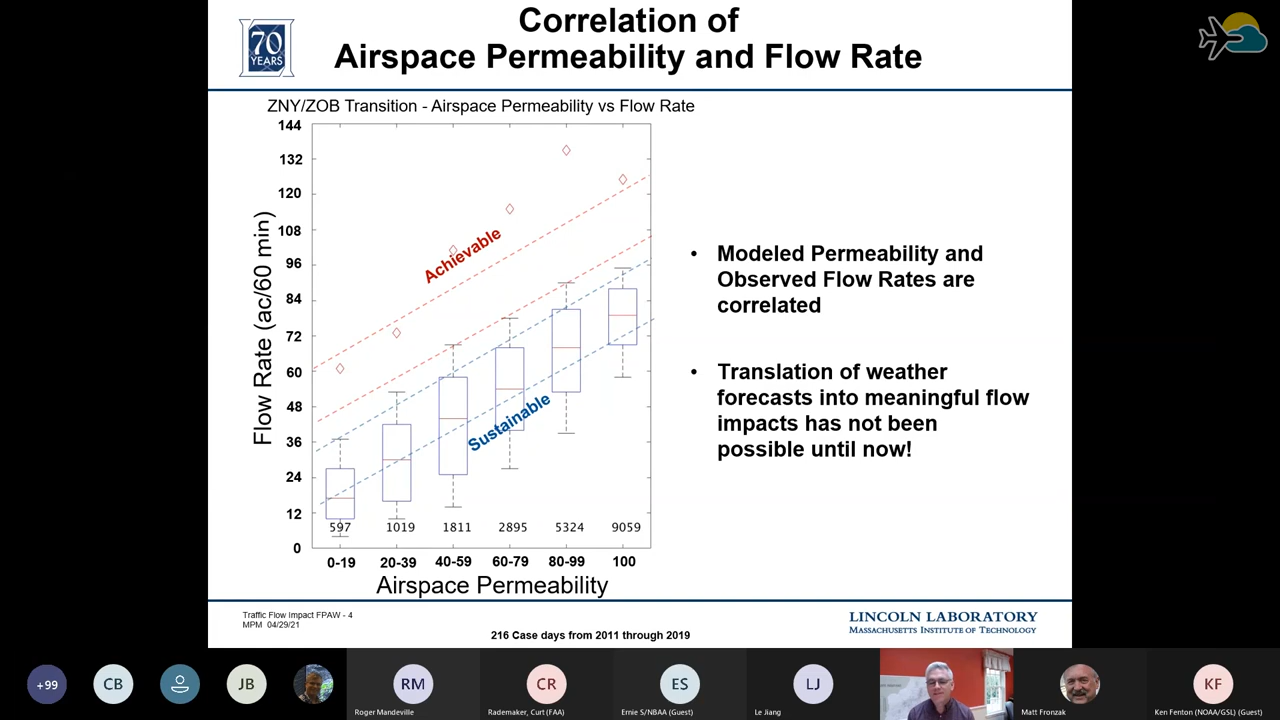 Correlation of
Airspace Permeability and Flow Rate
70
YEARS
ZNY/ZOB Transition - Airspace Permeability vs Flow Rate
144
132
120
108
96
84
72
60
48
36
24
12
0
Flow Rate (ac/60 min)
Achievable
Sustainable
597 1019 1811 2895 5324 9059
0-19 20-39 40-59 60-79 80-99 100
Airspace Permeability
• Modeled Permeability and
Observed Flow Rates are
correlated
• Translation of weather
forecasts into meaningful flow
impacts has not been
possible until now!
Traffic Flow Impact FPAW - 4
MPM 04/29/21
216 Case days from 2011 through 2019
LINCOLN LABORATORY
MASSACHUSETTS INSTITUTE OF TECHNOLOGY
+99 CB JB RM CR ES LJ KF
Roger Mandeville Rademaker, Curt (FAA) Ernie S/NBAA (Guest) Le Jiang Matt Fronzak Ken Fenton (NOAA/GSL) (Guest)